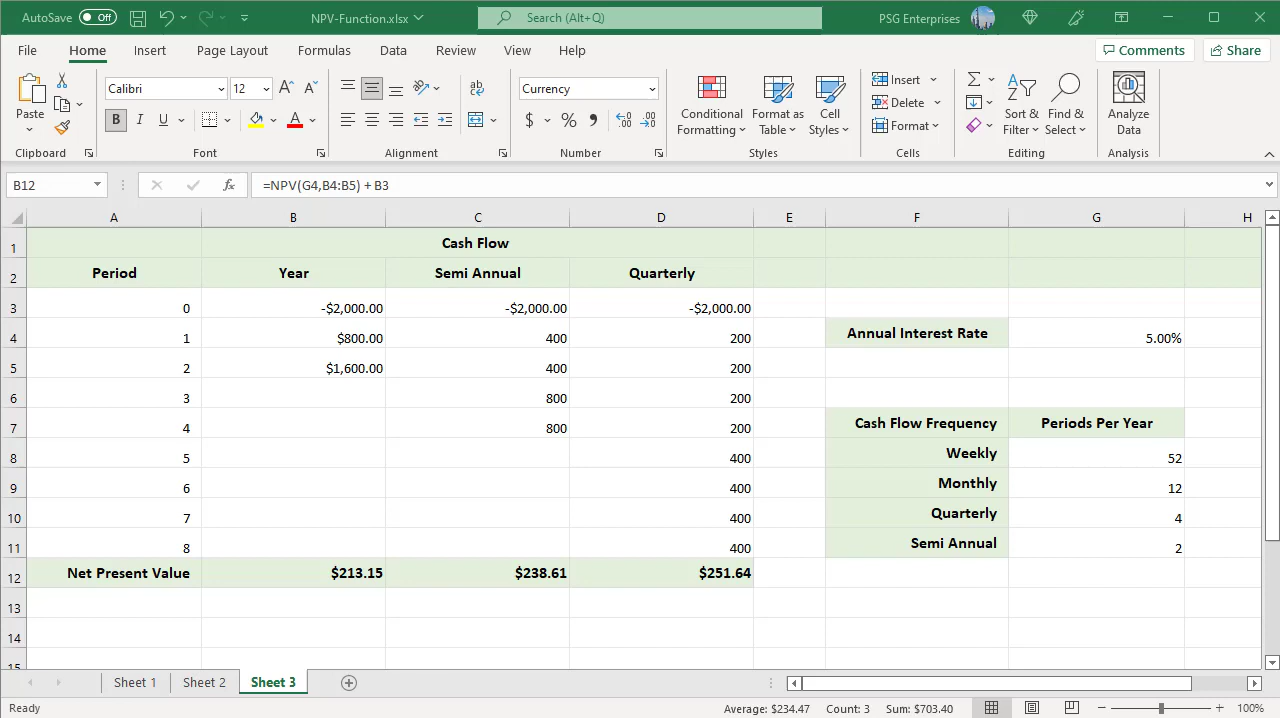 AutoSave Off NPV-Function.xlsx Search (Alt+Q) PSG Enterprises
File Home Insert Page Layout Formulas Data Review View Help Comments Share
Paste Calibri 12 B I U A ab Currency $ % Conditional Formatting Format as Table Cell Styles Insert Delete Format Sort & Filter Find & Select Analyze Data
Clipboard Font Alignment Number Styles Cells Editing Analysis
B12 fx =NPV(G4,B4:B5) + B3
A B C D E F G H
1 Cash Flow
2 Period Year Semi Annual Quarterly
3 0 -$2,000.00 -$2,000.00 -$2,000.00
4 1 $800.00 400 200 Annual Interest Rate 5.00%
5 2 $1,600.00 400 200
6 3 800 200
7 4 800 200 Cash Flow Frequency Periods Per Year
8 5 400 Weekly 52
9 6 400 Monthly 12
10 7 400 Quarterly 4
11 8 400 Semi Annual 2
12 Net Present Value $213.15 $238.61 $251.64
13
14
15
Sheet 1 Sheet 2 Sheet 3
Ready Average: $234.47 Count: 3 Sum: $703.40 100%